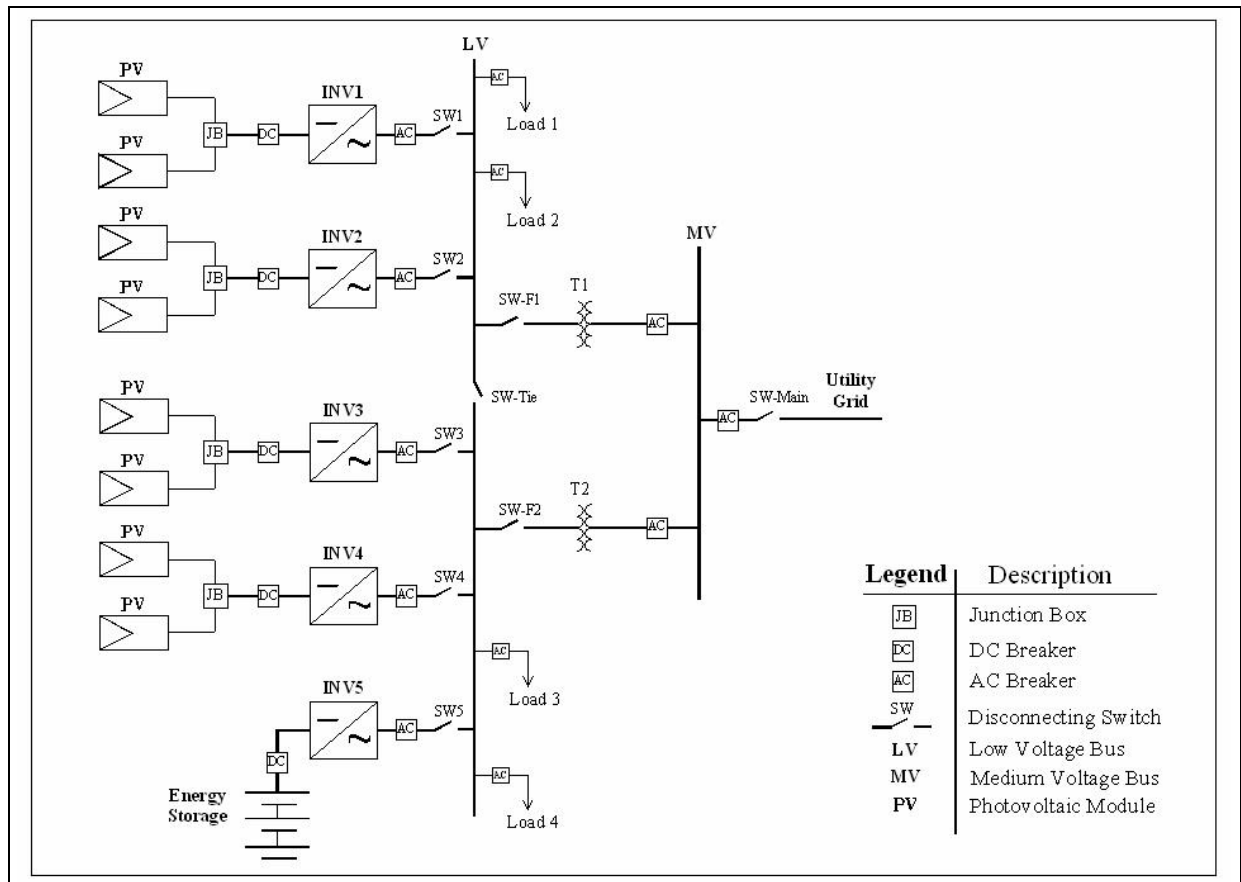 LV
PV
INV1
AC
Load 1
SW1
JB
DC
AC
PV
AC
Load 2
PV
INV2
SW2
JB
DC
AC
PV
MV
T1
SW-F1
AC
SW-Tie
PV
INV3
SW3
JB
DC
AC
PV
SW-Main
Utility
Grid
AC
T2
SW-F2
AC
PV
INV4
SW4
JB
DC
AC
PV
AC
Load 3
INV5
SW5
AC
DC
Energy
Storage
AC
Load 4
Legend Description
JB Junction Box
DC DC Breaker
AC AC Breaker
SW Disconnecting Switch
LV Low Voltage Bus
MV Medium Voltage Bus
PV Photovoltaic Module